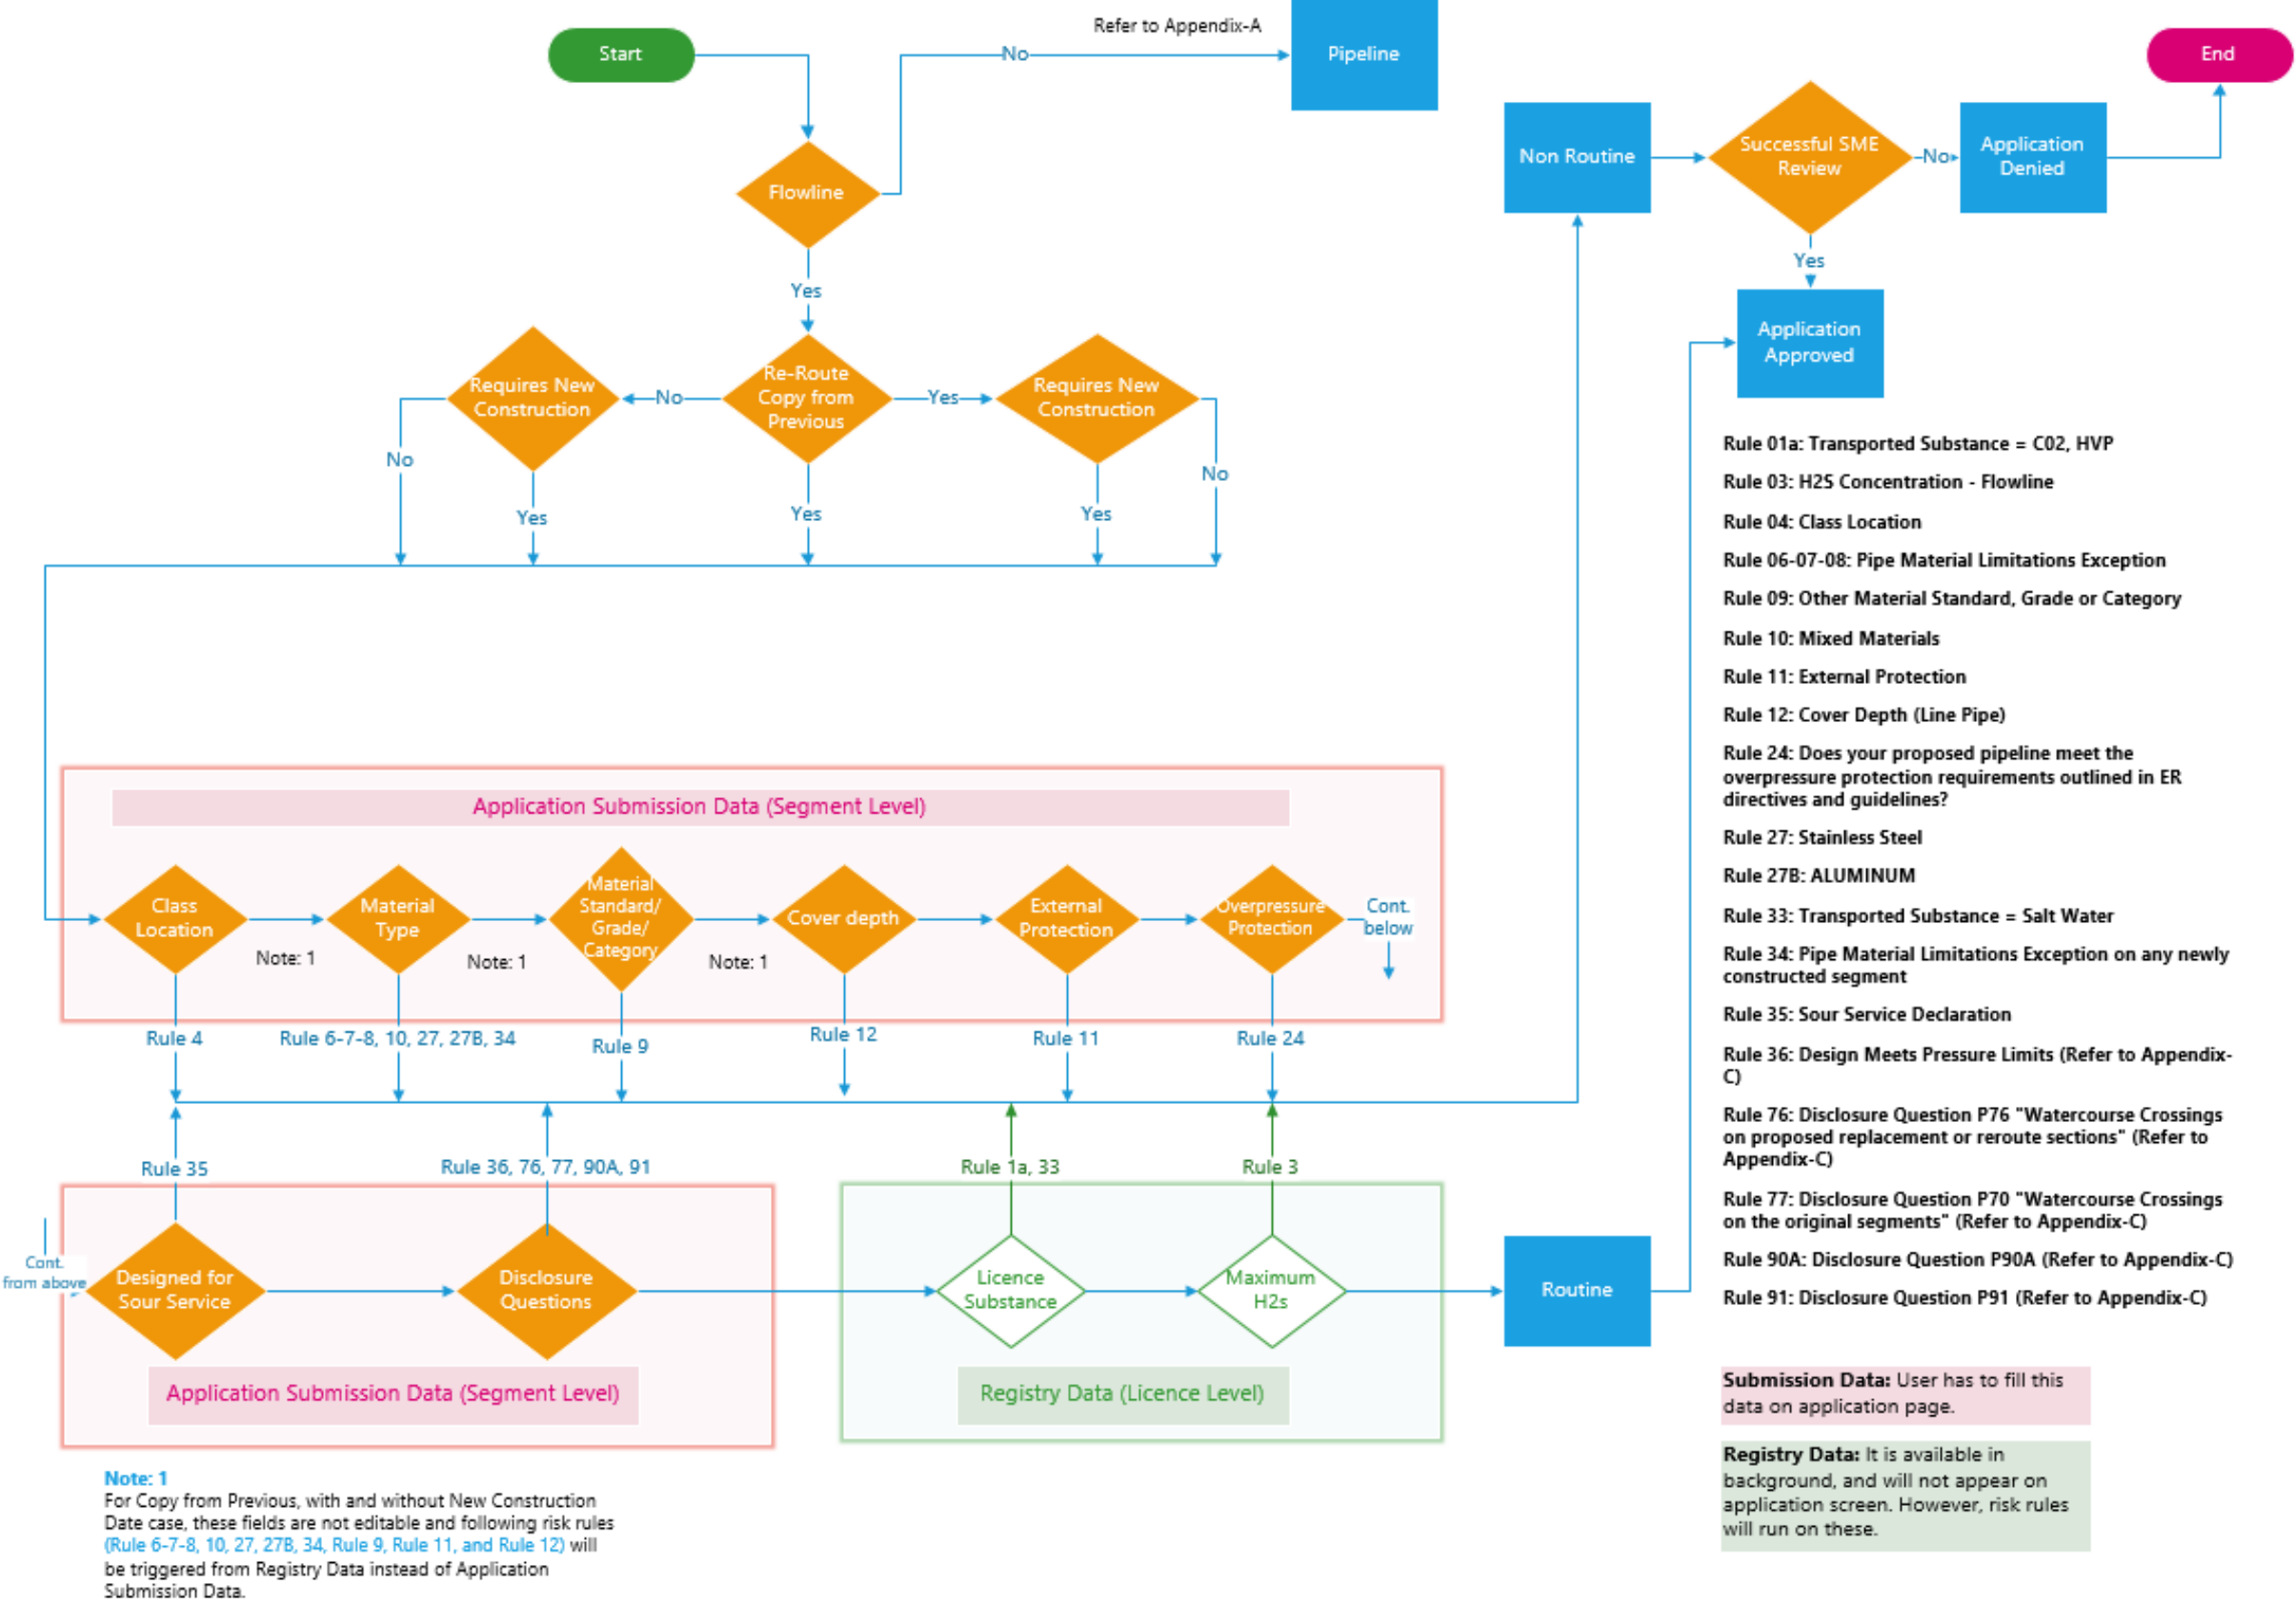 Refer to Appendix-A
Start
No
Pipeline
End
Flowline
Non Routine
Successful SME
Review
No
Application
Denied
Yes
Yes
Application
Approved
Requires New
Construction
No
Re-Route
Copy from
Previous
Yes
Requires New
Construction
No
Yes
Yes
Yes
No
Rule 01a: Transported Substance = C02, HVP
Rule 03: H2S Concentration - Flowline
Rule 04: Class Location
Rule 06-07-08: Pipe Material Limitations Exception
Rule 09: Other Material Standard, Grade or Category
Rule 10: Mixed Materials
Rule 11: External Protection
Rule 12: Cover Depth (Line Pipe)
Rule 24: Does your proposed pipeline meet the
overpressure protection requirements outlined in ER
directives and guidelines?
Rule 27: Stainless Steel
Rule 27B: ALUMINUM
Rule 33: Transported Substance = Salt Water
Rule 34: Pipe Material Limitations Exception on any newly
constructed segment
Rule 35: Sour Service Declaration
Rule 36: Design Meets Pressure Limits (Refer to Appendix-
C)
Rule 76: Disclosure Question P76 "Watercourse Crossings
on proposed replacement or reroute sections" (Refer to
Appendix-C)
Rule 77: Disclosure Question P70 "Watercourse Crossings
on the original segments" (Refer to Appendix-C)
Rule 90A: Disclosure Question P90A (Refer to Appendix-C)
Rule 91: Disclosure Question P91 (Refer to Appendix-C)
Application Submission Data (Segment Level)
Class
Location
Note: 1
Material
Type
Note: 1
Material
Standard/
Grade/
Category
Note: 1
Cover depth
External
Protection
Overpressure
Protection
Cont.
below
Rule 4
Rule 6-7-8, 10, 27, 27B, 34
Rule 9
Rule 12
Rule 11
Rule 24
Rule 35
Rule 36, 76, 77, 90A, 91
Rule 1a, 33
Rule 3
Cont.
from above
Designed for
Sour Service
Disclosure
Questions
Licence
Substance
Maximum
H2s
Routine
Application Submission Data (Segment Level)
Registry Data (Licence Level)
Submission Data: User has to fill this
data on application page.
Registry Data: It is available in
background, and will not appear on
application screen. However, risk rules
will run on these.
Note: 1
For Copy from Previous, with and without New Construction
Date case, these fields are not editable and following risk rules
(Rule 6-7-8, 10, 27, 27B, 34, Rule 9, Rule 11, and Rule 12) will
be triggered from Registry Data instead of Application
Submission Data.